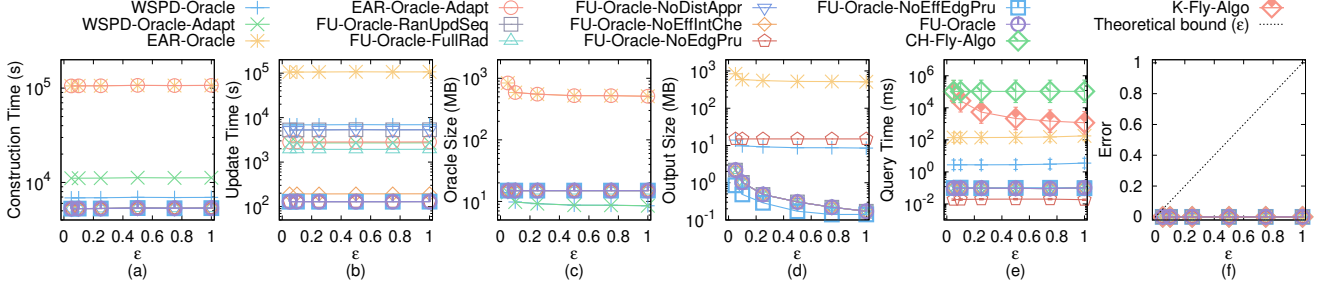 WSPD-Oracle
WSPD-Oracle-Adapt
EAR-Oracle
EAR-Oracle-Adapt
FU-Oracle-RanUpdSeq
FU-Oracle-FullRad
FU-Oracle-NoDistAppr
FU-Oracle-NoEffIntChe
FU-Oracle-NoEdgPru
FU-Oracle-NoEffEdgPru
FU-Oracle
CH-Fly-Algo
K-Fly-Algo
Theoretical bound (ε)
Construction Time (s)
10^5
10^4
0 0.2 0.4 0.6 0.8 1
ε
(a)
Update Time (s)
10^5
10^4
10^3
10^2
0 0.2 0.4 0.6 0.8 1
ε
(b)
Oracle Size (MB)
10^3
10^2
10^1
0 0.2 0.4 0.6 0.8 1
ε
(c)
Output Size (MB)
10^3
10^2
10^1
10^0
10^-1
0 0.2 0.4 0.6 0.8 1
ε
(d)
Query Time (ms)
10^6
10^4
10^2
10^0
10^-2
0 0.2 0.4 0.6 0.8 1
ε
(e)
Error
1
0.8
0.6
0.4
0.2
0
0 0.2 0.4 0.6 0.8 1
ε
(f)